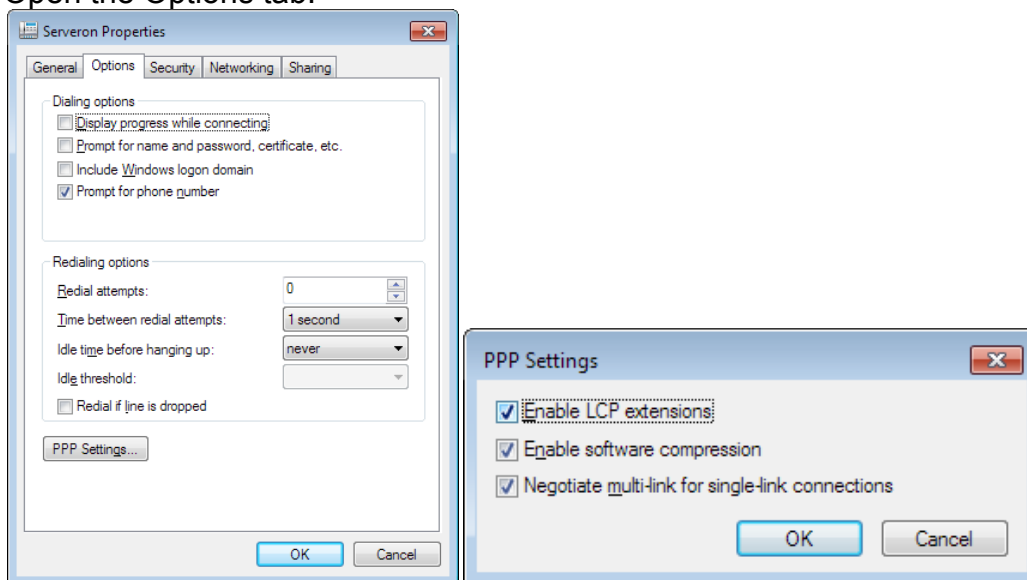 Open the Options tab.
Serveron Properties
General Options Security Networking Sharing
Dialing options
Display progress while connecting
Prompt for name and password, certificate, etc.
Include Windows logon domain
Prompt for phone number
Redialing options
Redial attempts: 0
Time between redial attempts: 1 second
Idle time before hanging up: never
Idle threshold:
Redial if line is dropped
PPP Settings...
OK Cancel
PPP Settings
Enable LCP extensions
Enable software compression
Negotiate multi-link for single-link connections
OK Cancel